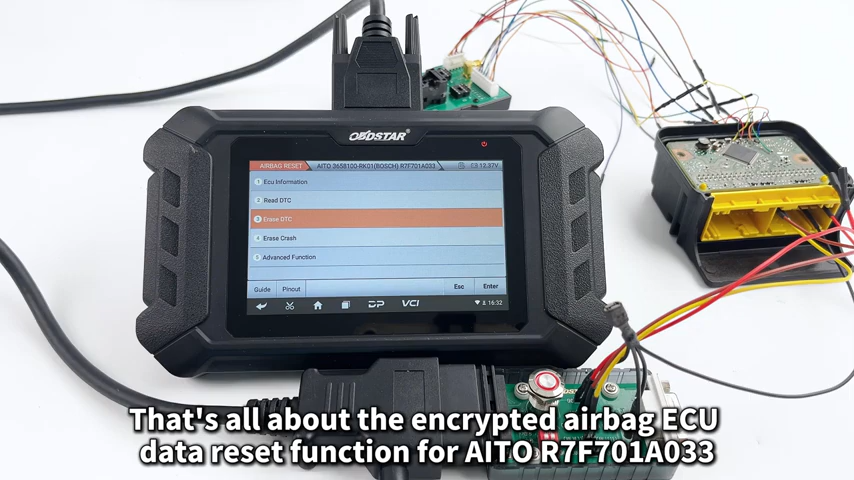 OBDSTAR
AIRBAG RESET
AITO 3658100-RK01(BOSCH) R7F701A033
12.37V
1 Ecu Information
2 Read DTC
3 Erase DTC
4 Erase Crash
5 Advanced Function
Guide
Pincut
Esc
Enter
DP
VCI
16:32
That's all about the encrypted airbag ECU
data reset function for AITO R7F701A033